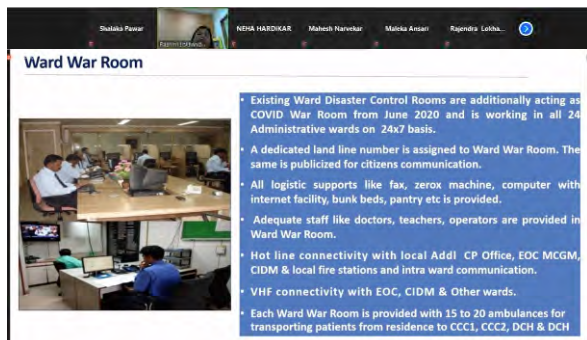 Shalaka Pawar
NEHA HARDIKAR
Mahesh Narvekar
Maleka Ansari
Rajendra Lokha...
Ward War Room
• Existing Ward Disaster Control Rooms are additionally acting as
COVID War Room from June 2020 and is working in all 24
Administrative wards on 24x7 basis.
• A dedicated land line number is assigned to Ward War Room. The
same is publicized for citizens communication.
• All logistic supports like fax, zerox machine, computer with
internet facility, bunk beds, pantry etc is provided.
• Adequate staff like doctors, teachers, operators are provided in
Ward War Room.
• Hot line connectivity with local Addl CP Office, EOC MCGM,
CIDM & local fire stations and intra ward communication.
• VHF connectivity with EOC, CIDM & Other wards.
• Each Ward War Room is provided with 15 to 20 ambulances for
transporting patients from residence to CCC1, CCC2, DCH & DCH